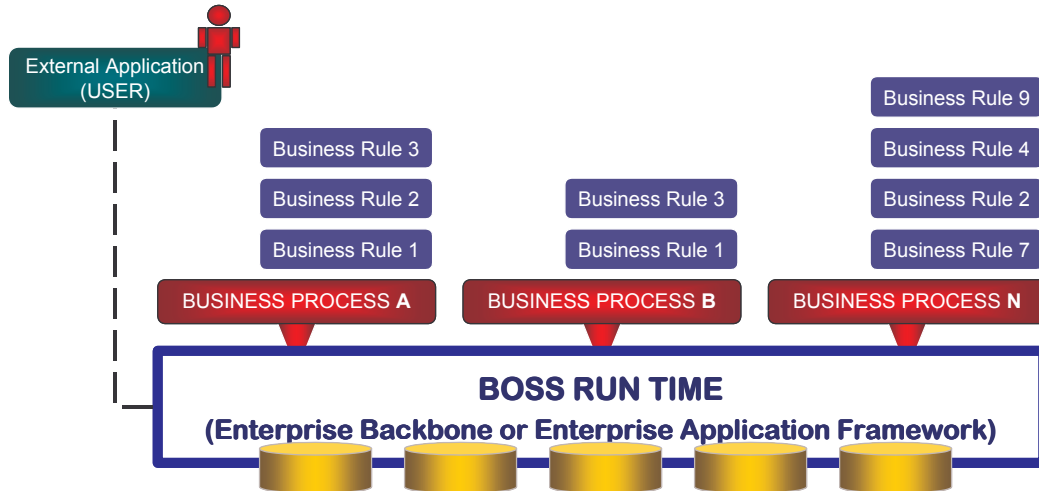 External Application
(USER)
Business Rule 3
Business Rule 2
Business Rule 1
BUSINESS PROCESS A
Business Rule 3
Business Rule 1
BUSINESS PROCESS B
Business Rule 9
Business Rule 4
Business Rule 2
Business Rule 7
BUSINESS PROCESS N
BOSS RUN TIME
(Enterprise Backbone or Enterprise Application Framework)